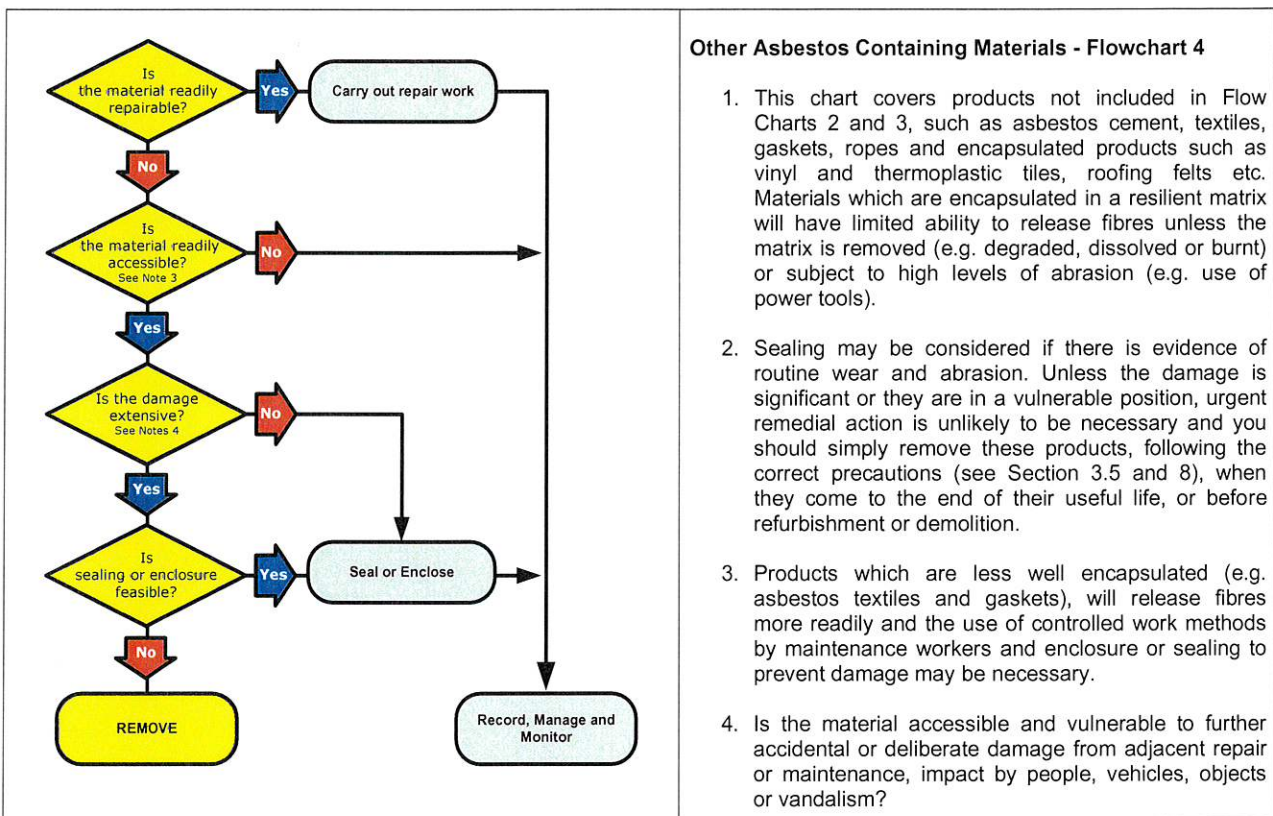 Is
the material readily
repairable?
Yes
Carry out repair work
No
Is
the material readily
accessible?
See Note 3
No
Yes
Is the damage
extensive?
See Notes 4
No
Yes
Is
sealing or enclosure
feasible?
Yes
Seal or Enclose
No
REMOVE
Record, Manage and
Monitor
Other Asbestos Containing Materials - Flowchart 4
1. This chart covers products not included in Flow
Charts 2 and 3, such as asbestos cement, textiles,
gaskets, ropes and encapsulated products such as
vinyl and thermoplastic tiles, roofing felts etc.
Materials which are encapsulated in a resilient matrix
will have limited ability to release fibres unless the
matrix is removed (e.g. degraded, dissolved or burnt)
or subject to high levels of abrasion (e.g. use of
power tools).
2. Sealing may be considered if there is evidence of
routine wear and abrasion. Unless the damage is
significant or they are in a vulnerable position, urgent
remedial action is unlikely to be necessary and you
should simply remove these products, following the
correct precautions (see Section 3.5 and 8), when
they come to the end of their useful life, or before
refurbishment or demolition.
3. Products which are less well encapsulated (e.g.
asbestos textiles and gaskets), will release fibres
more readily and the use of controlled work methods
by maintenance workers and enclosure or sealing to
prevent damage may be necessary.
4. Is the material accessible and vulnerable to further
accidental or deliberate damage from adjacent repair
or maintenance, impact by people, vehicles, objects
or vandalism?